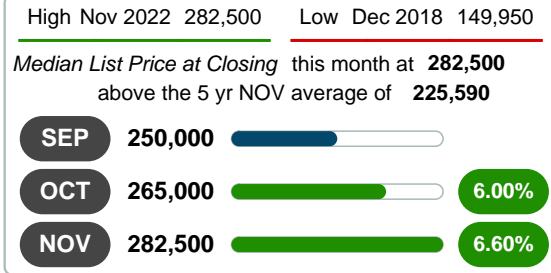 High Nov 2022 282,500 Low Dec 2018 149,950
Median List Price at Closing this month at 282,500
above the 5 yr NOV average of 225,590
SEP 250,000
OCT 265,000 6.00%
NOV 282,500 6.60%